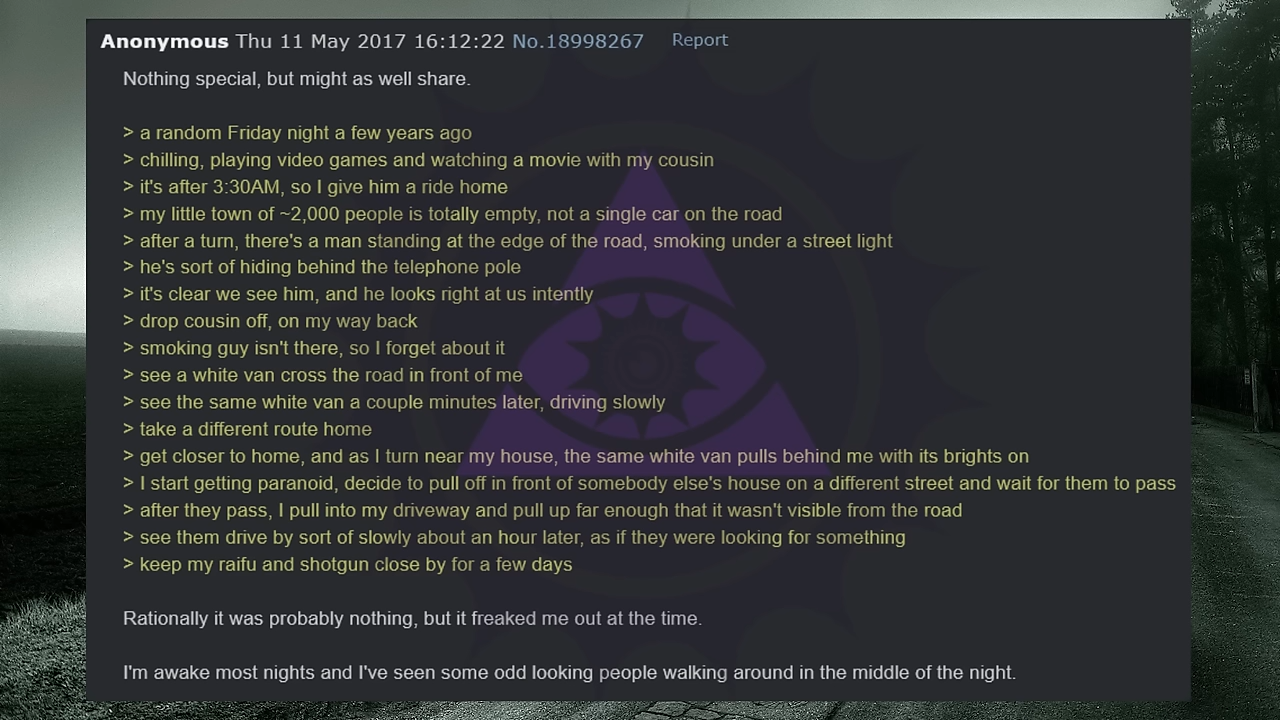 Anonymous Thu 11 May 2017 16:12:22 No.18998267 Report
Nothing special, but might as well share.
> a random Friday night a few years ago
> chilling, playing video games and watching a movie with my cousin
> it's after 3:30AM, so I give him a ride home
> my little town of ~2,000 people is totally empty, not a single car on the road
> after a turn, there's a man standing at the edge of the road, smoking under a street light
> he's sort of hiding behind the telephone pole
> it's clear we see him, and he looks right at us intently
> drop cousin off, on my way back
> smoking guy isn't there, so I forget about it
> see a white van cross the road in front of me
> see the same white van a couple minutes later, driving slowly
> take a different route home
> get closer to home, and as I turn near my house, the same white van pulls behind me with its brights on
> I start getting paranoid, decide to pull off in front of somebody else's house on a different street and wait for them to pass
> after they pass, I pull into my driveway and pull up far enough that it wasn't visible from the road
> see them drive by sort of slowly about an hour later, as if they were looking for something
> keep my raifu and shotgun close by for a few days
Rationally it was probably nothing, but it freaked me out at the time.
I'm awake most nights and I've seen some odd looking people walking around in the middle of the night.